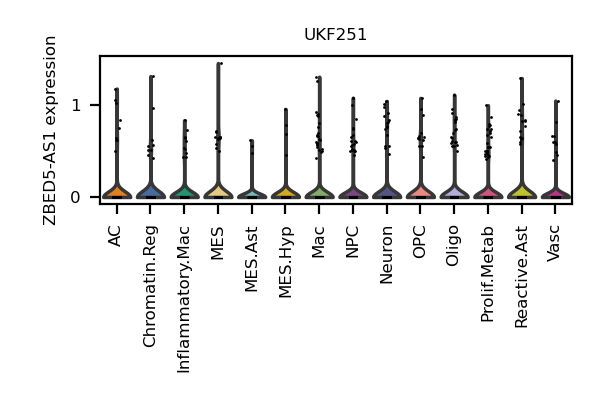 UKF251
ZBED5-AS1 expression
1
0
AC
Chromatin.Reg
Inflammatory.Mac
MES
MES.Ast
MES.Hyp
Mac
NPC
Neuron
OPC
Oligo
Prolif.Metab
Reactive.Ast
Vasc